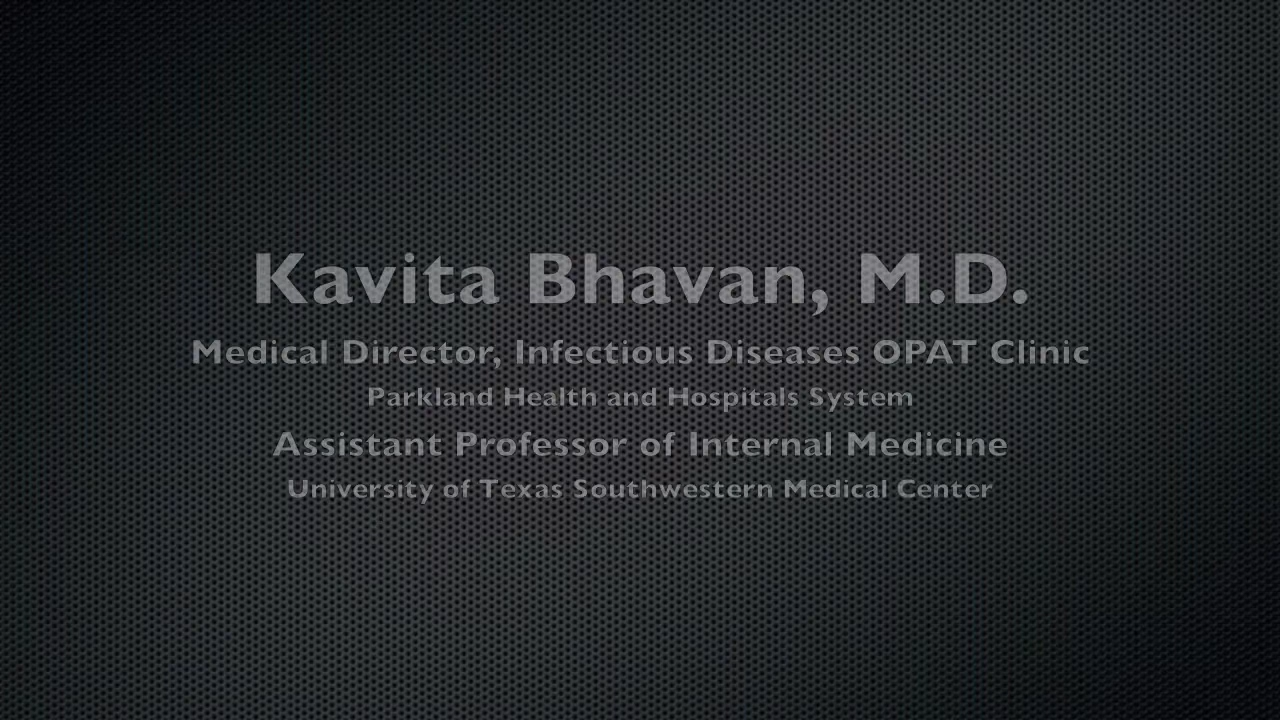 Kavita Bhavan, M.D.
Medical Director, Infectious Diseases OPAT Clinic
Parkland Health and Hospitals System
Assistant Professor of Internal Medicine
University of Texas Southwestern Medical Center